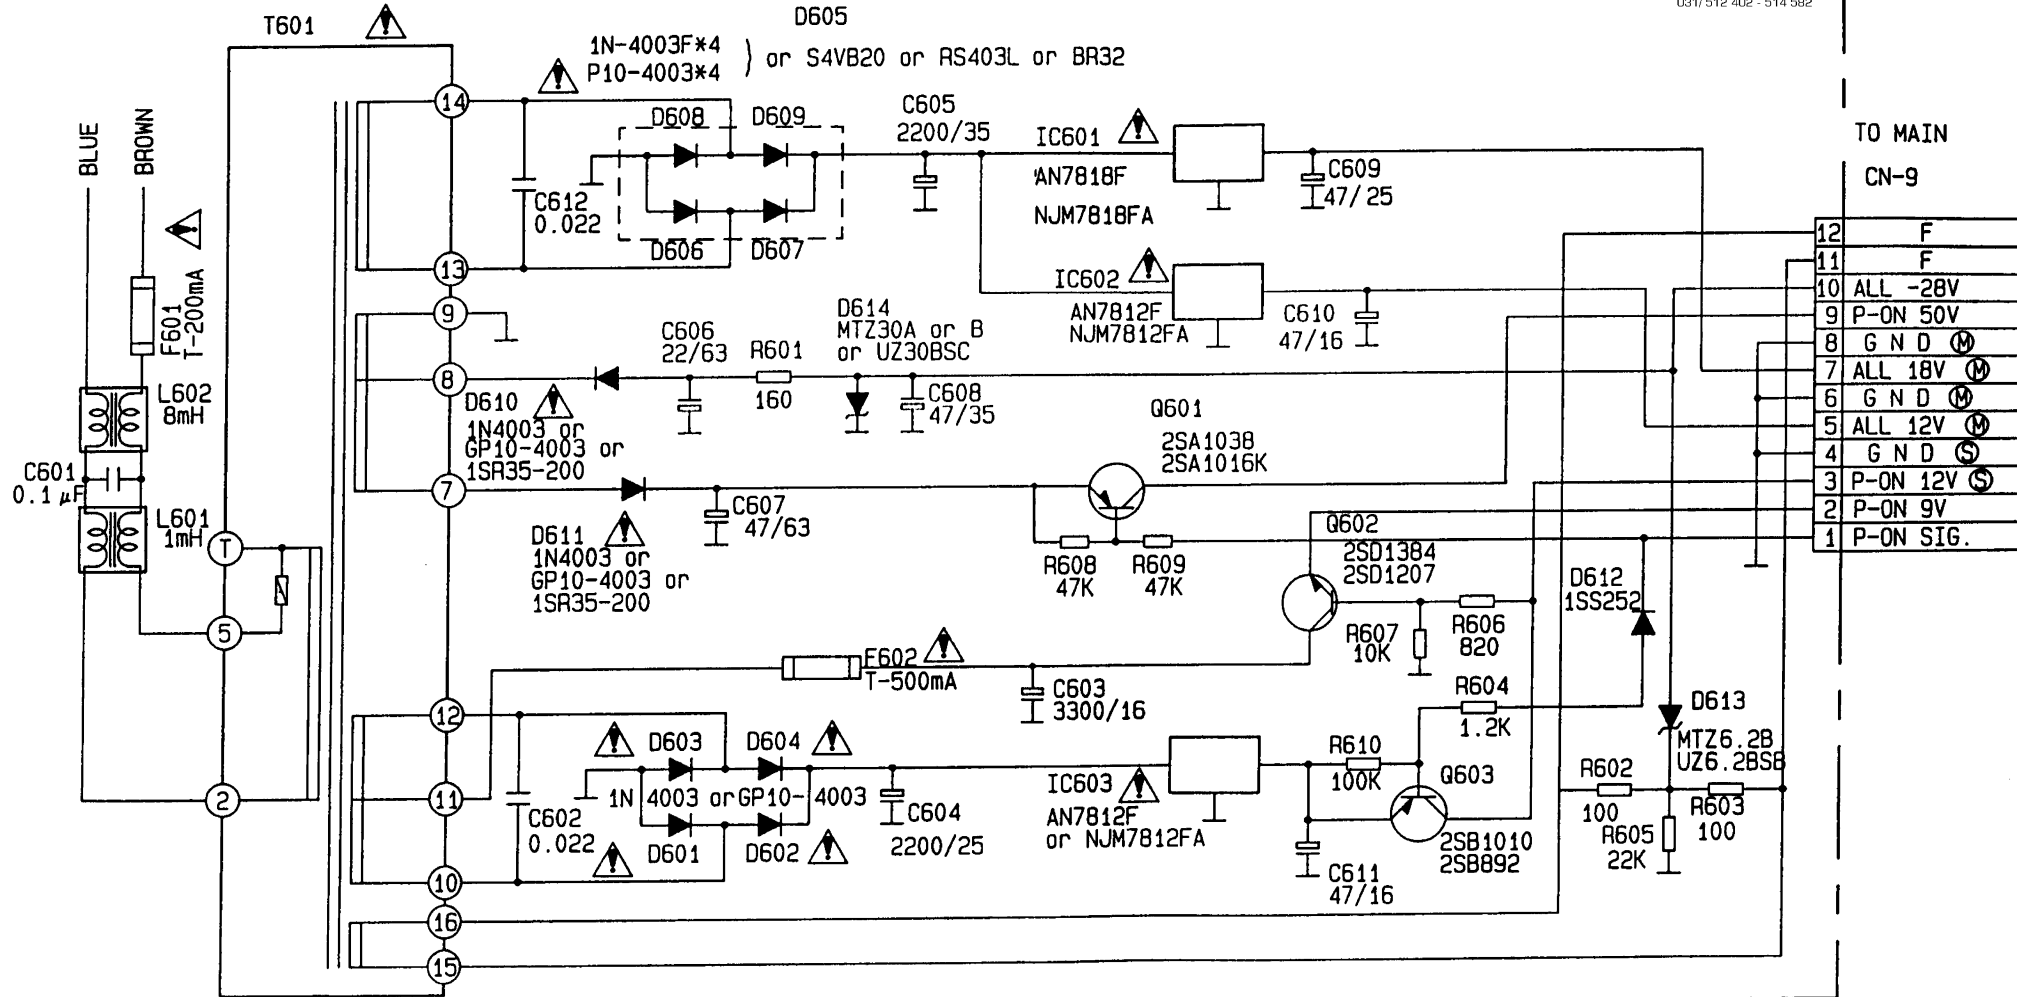 031/512 402 - 514 582
T601
D605
1N-4003F*4
P10-4003*4
) or S4VB20 or RS403L or BR32
BLUE
BROWN
F601
T-200mA
L602
8mH
C601
0.1 µF
L601
1mH
T
5
2
14
13
9
8
7
12
11
10
16
15
C612
0.022
D608
D609
D606
D607
C605
2200/35
IC601
AN7818F
NJM7818FA
C609
47/25
IC602
AN7812F
NJM7812FA
C610
47/16
C606
22/63
R601
160
D614
MTZ30A or B
or UZ30BSC
C608
47/35
D610
1N4003 or
GP10-4003 or
1SR35-200
D611
1N4003 or
GP10-4003 or
1SR35-200
C607
47/63
Q601
2SA1038
2SA1016K
R608
47K
R609
47K
Q602
2SD1384
2SD1207
R607
10K
R606
820
D612
1SS252
F602
T-500mA
C603
3300/16
R604
1.2K
D613
MTZ6.2B
UZ6.2BSB
C602
0.022
D603
D604
1N 4003 or GP10- 4003
D601
D602
C604
2200/25
IC603
AN7812F
or NJM7812FA
R610
100K
Q603
2SB1010
2SB892
C611
47/16
R602
100
R603
100
R605
22K
TO MAIN
CN-9
12 F
11 F
10 ALL -28V
9 P-ON 50V
8 G N D M
7 ALL 18V M
6 G N D M
5 ALL 12V M
4 G N D S
3 P-ON 12V S
2 P-ON 9V
1 P-ON SIG.